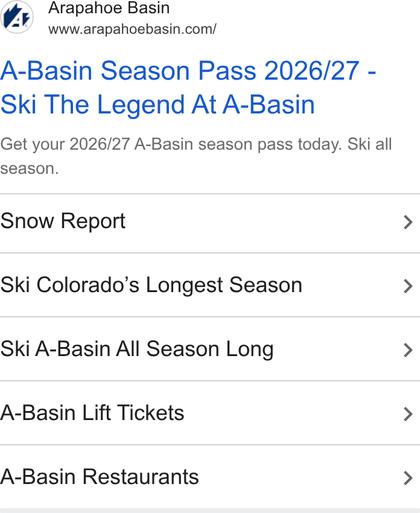 Arapahoe Basin
www.arapahoebasin.com/
A-Basin Season Pass 2026/27 -
Ski The Legend At A-Basin
Get your 2026/27 A-Basin season pass today. Ski all
season.
Snow Report
Ski Colorado’s Longest Season
Ski A-Basin All Season Long
A-Basin Lift Tickets
A-Basin Restaurants